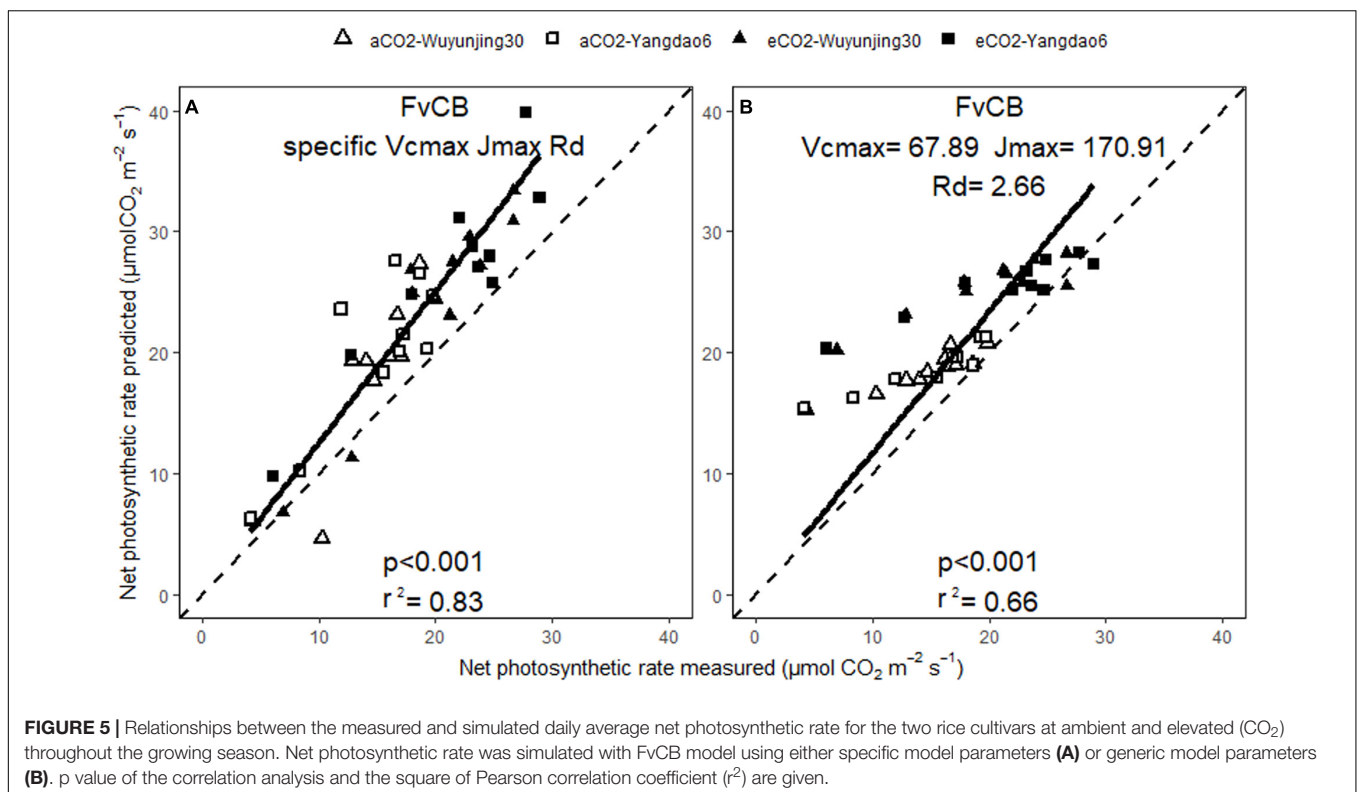 aCO2-Wuyunjing30 aCO2-Yangdao6 eCO2-Wuyunjing30 eCO2-Yangdao6
A
FvCB
specific Vcmax Jmax Rd
p<0.001
r² = 0.83
B
FvCB
Vcmax= 67.89 Jmax= 170.91
Rd= 2.66
p<0.001
r² = 0.66
Net photosynthetic rate predicted (µmol CO₂ m⁻² s⁻¹)
40
30
20
10
0
0 10 20 30 40
0 10 20 30 40
Net photosynthetic rate measured (µmol CO₂ m⁻² s⁻¹)
FIGURE 5 | Relationships between the measured and simulated daily average net photosynthetic rate for the two rice cultivars at ambient and elevated (CO₂)
throughout the growing season. Net photosynthetic rate was simulated with FvCB model using either specific model parameters (A) or generic model parameters
(B). p value of the correlation analysis and the square of Pearson correlation coefficient (r²) are given.